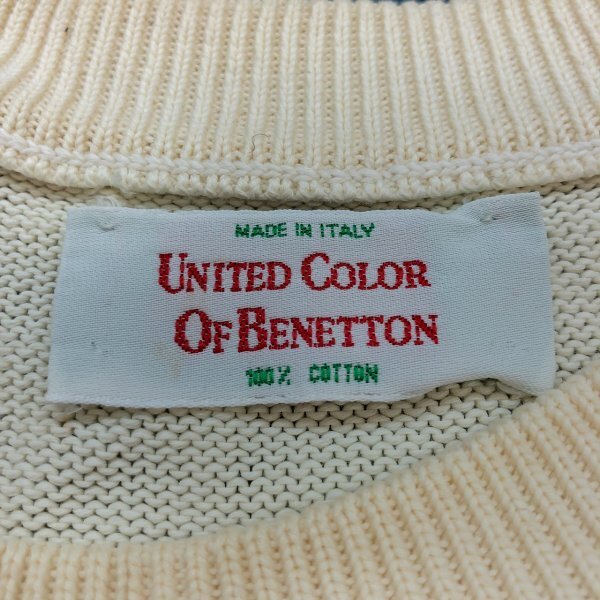 MADE IN ITALY
UNITED COLOR
OF BENETTON
100% COTTON